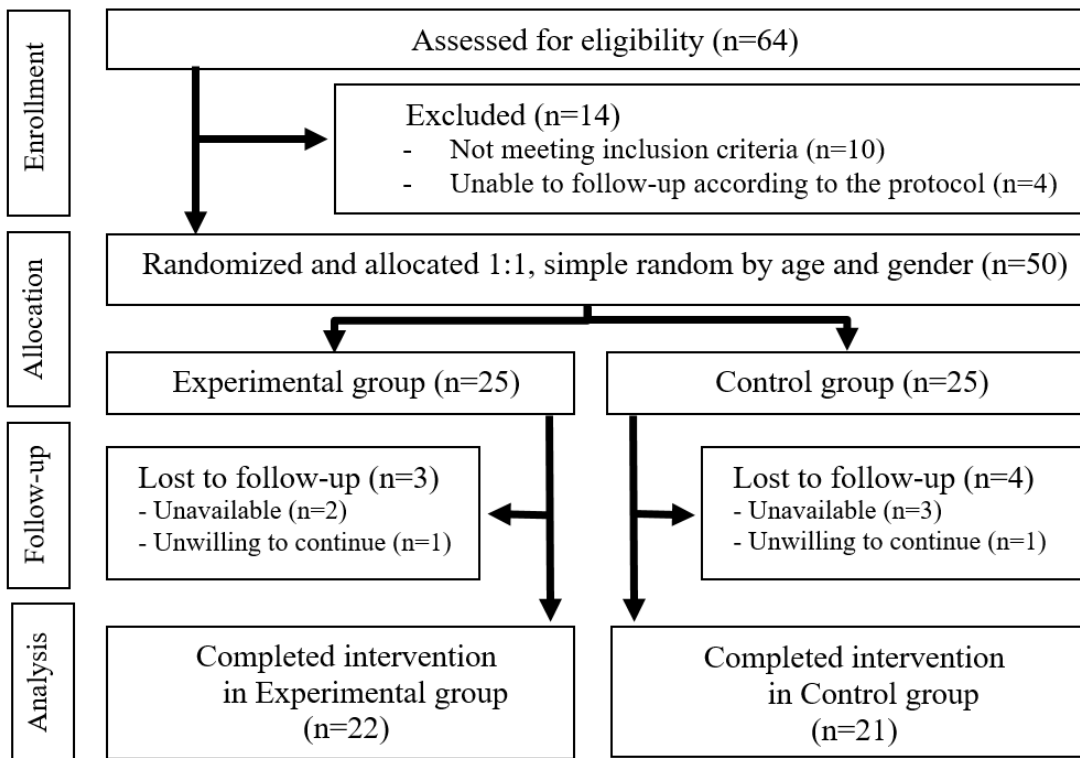 Enrollment
Assessed for eligibility (n=64)
Excluded (n=14)
- Not meeting inclusion criteria (n=10)
- Unable to follow-up according to the protocol (n=4)
Allocation
Randomized and allocated 1:1, simple random by age and gender (n=50)
Experimental group (n=25)
Control group (n=25)
Follow-up
Lost to follow-up (n=3)
- Unavailable (n=2)
- Unwilling to continue (n=1)
Lost to follow-up (n=4)
- Unavailable (n=3)
- Unwilling to continue (n=1)
Analysis
Completed intervention
in Experimental group
(n=22)
Completed intervention
in Control group
(n=21)